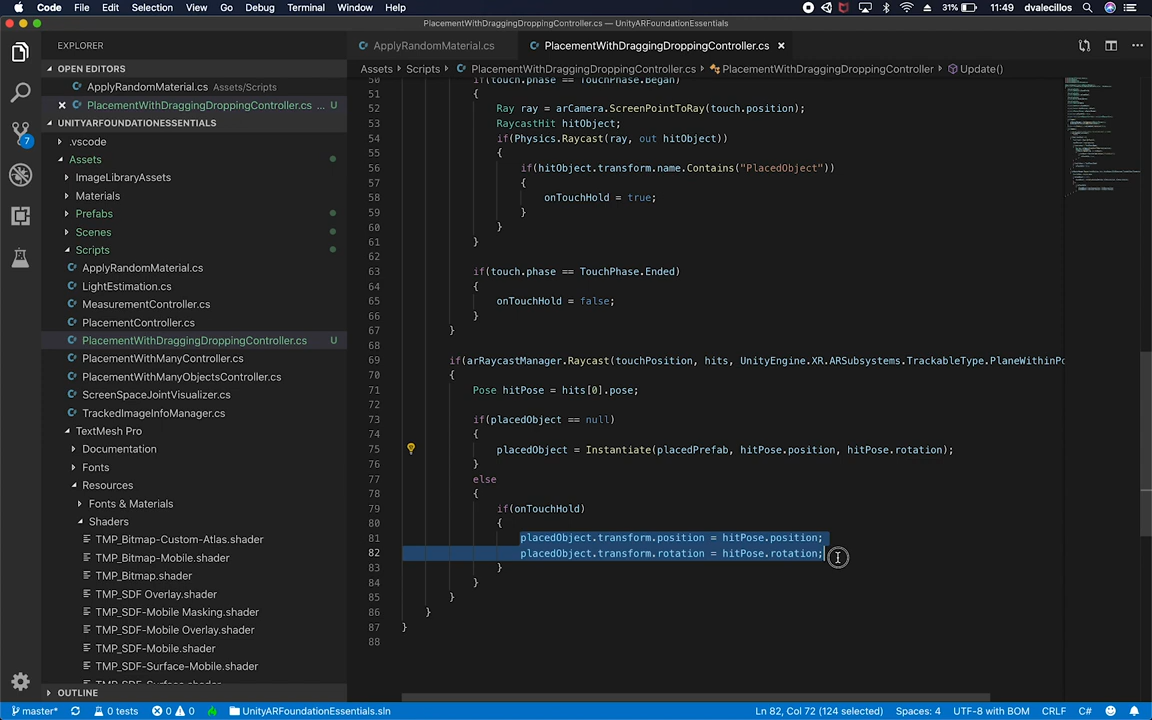 Code File Edit Selection View Go Debug Terminal Window Help 31% 11:49 dvalecillos
PlacementWithDraggingDroppingController.cs — UnityARFoundationEssentials
EXPLORER
ApplyRandomMaterial.cs
PlacementWithDraggingDroppingController.cs
OPEN EDITORS
Assets › Scripts › PlacementWithDraggingDroppingController.cs › PlacementWithDraggingDroppingController › Update()
ApplyRandomMaterial.cs Assets/Scripts
PlacementWithDraggingDroppingController.cs ... U
UNITYARFOUNDATIONESSENTIALS
.vscode
Assets
ImageLibraryAssets
Materials
Prefabs
Scenes
Scripts
ApplyRandomMaterial.cs
LightEstimation.cs
MeasurementController.cs
PlacementController.cs
PlacementWithDraggingDroppingController.cs U
PlacementWithManyController.cs
PlacementWithManyObjectsController.cs
ScreenSpaceJointVisualizer.cs
TrackedImageInfoManager.cs
TextMesh Pro
Documentation
Fonts
Resources
Fonts & Materials
Shaders
TMP_Bitmap-Custom-Atlas.shader
TMP_Bitmap-Mobile.shader
TMP_Bitmap.shader
TMP_SDF Overlay.shader
TMP_SDF-Mobile Masking.shader
TMP_SDF-Mobile Overlay.shader
TMP_SDF-Mobile.shader
TMP_SDF-Surface-Mobile.shader
TMP_SDF-Surface.shader
OUTLINE
50 if(touch.phase == TouchPhase.Began)
51 {
52 Ray ray = arCamera.ScreenPointToRay(touch.position);
53 RaycastHit hitObject;
54 if(Physics.Raycast(ray, out hitObject))
55 {
56 if(hitObject.transform.name.Contains("PlacedObject"))
57 {
58 onTouchHold = true;
59 }
60 }
61 }
62
63 if(touch.phase == TouchPhase.Ended)
64 {
65 onTouchHold = false;
66 }
67 }
68
69 if(arRaycastManager.Raycast(touchPosition, hits, UnityEngine.XR.ARSubsystems.TrackableType.PlaneWithinPo
70 {
71 Pose hitPose = hits[0].pose;
72
73 if(placedObject == null)
74 {
75 placedObject = Instantiate(placedPrefab, hitPose.position, hitPose.rotation);
76 }
77 else
78 {
79 if(onTouchHold)
80 {
81 placedObject.transform.position = hitPose.position;
82 placedObject.transform.rotation = hitPose.rotation;
83 }
84 }
85 }
86 }
87 }
88
7
master* 0 tests 0 0 UnityARFoundationEssentials.sln Ln 82, Col 72 (124 selected) Spaces: 4 UTF-8 with BOM CRLF C#